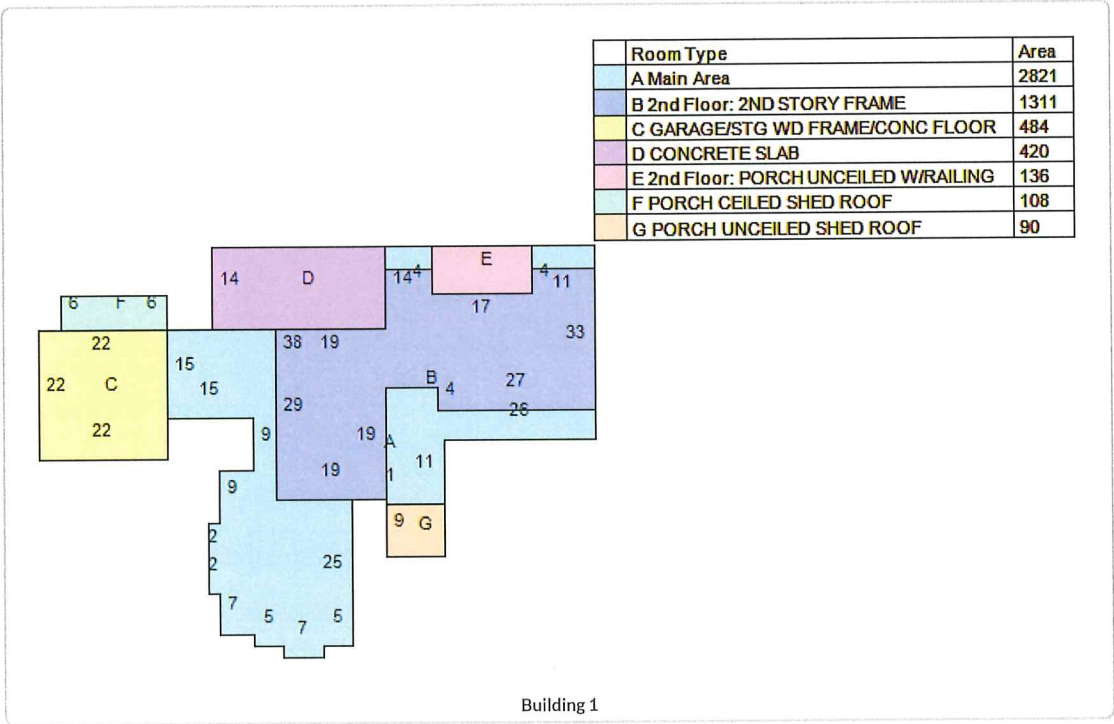 Room Type Area
A Main Area 2821
B 2nd Floor: 2ND STORY FRAME 1311
C GARAGE/STG WD FRAME/CONC FLOOR 484
D CONCRETE SLAB 420
E 2nd Floor: PORCH UNCEILED W/RAILING 136
F PORCH CEILED SHED ROOF 108
G PORCH UNCEILED SHED ROOF 90
E
14 D 14 4 4 11
6 F 6 17
22 38 19 33
15
22 C 15 B 4 27
29 26
22 9 19 A
19 1 11
9
9 G
2
2 25
7
5 7 5
Building 1